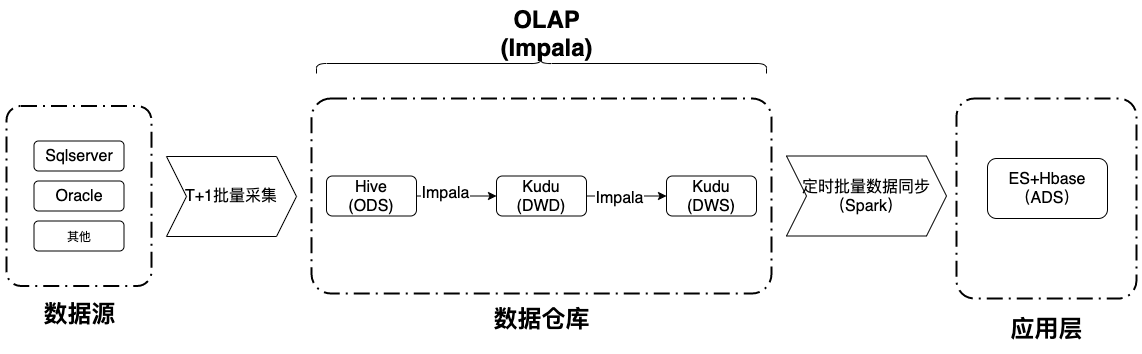 OLAP
(Impala)
Sqlserver
Oracle
其他
数据源
T+1批量采集
Hive
(ODS)
Impala
Kudu
(DWD)
Impala
Kudu
(DWS)
数据仓库
定时批量数据同步
（Spark）
ES+Hbase
（ADS）
应用层